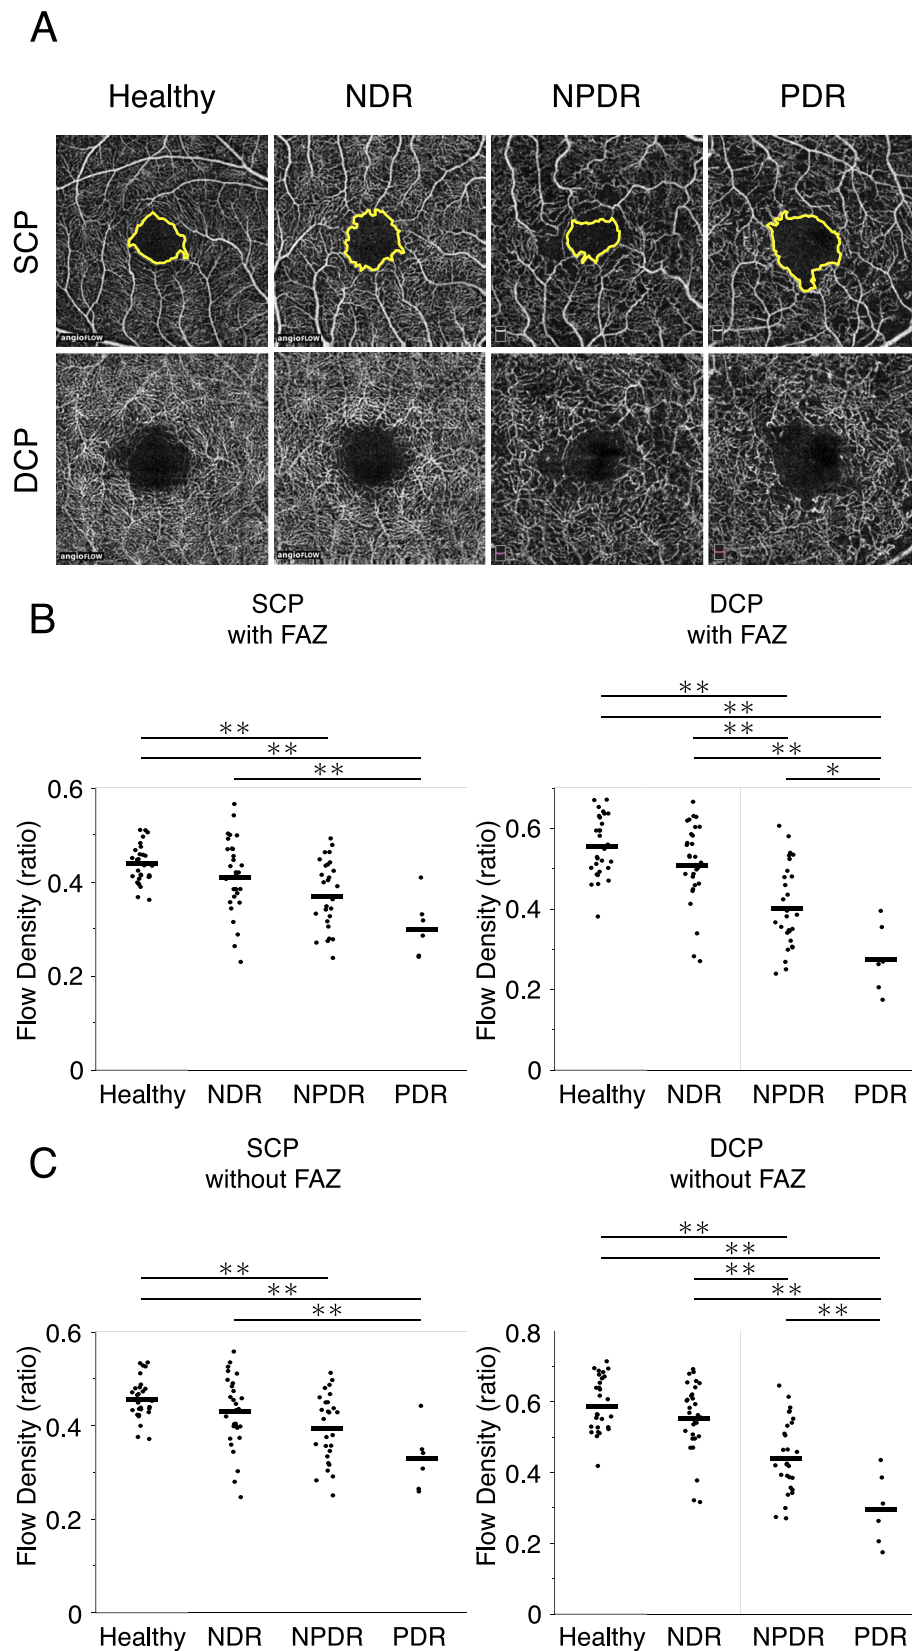 A
Healthy NDR NPDR PDR
SCP
angioFLOW angioFLOW
DCP
angioFLOW angioFLOW
B
SCP
with FAZ
DCP
with FAZ
**
**
**
**
**
**
**
*
Flow Density (ratio)
0.6
0.4
0.2
0
Healthy NDR NPDR PDR
Flow Density (ratio)
0.6
0.4
0.2
0
Healthy NDR NPDR PDR
C
SCP
without FAZ
DCP
without FAZ
**
**
**
**
**
**
**
**
Flow Density (ratio)
0.6
0.4
0.2
0
Healthy NDR NPDR PDR
Flow Density (ratio)
0.8
0.6
0.4
0.2
0
Healthy NDR NPDR PDR